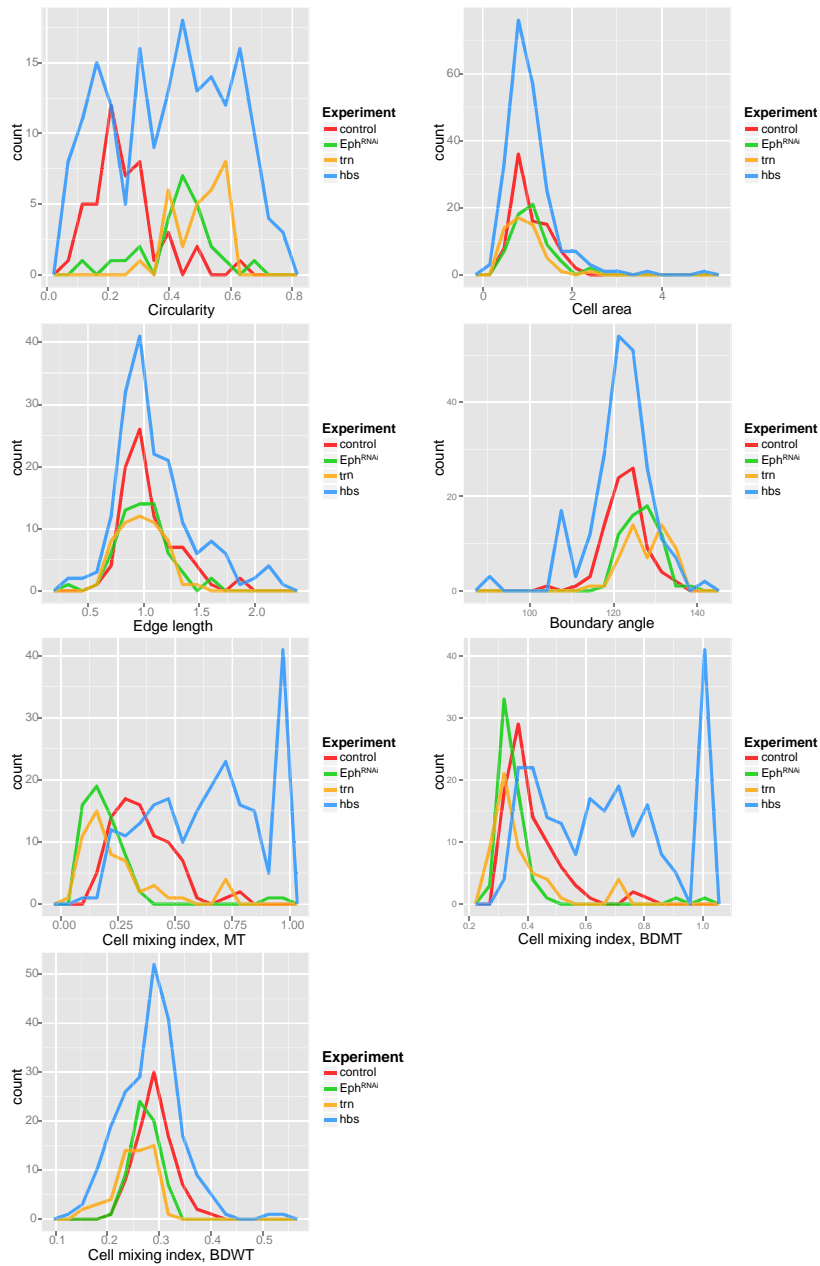 15
10
5
0
count
0.0 0.2 0.4 0.6 0.8
Circularity
Experiment
control
Eph^RNAi
trn
hbs
60
40
20
0
count
0 2 4
Cell area
Experiment
control
Eph^RNAi
trn
hbs
40
30
20
10
0
count
0.5 1.0 1.5 2.0
Edge length
Experiment
control
Eph^RNAi
trn
hbs
40
20
0
count
100 120 140
Boundary angle
Experiment
control
Eph^RNAi
trn
hbs
40
30
20
10
0
count
0.00 0.25 0.50 0.75 1.00
Cell mixing index, MT
Experiment
control
Eph^RNAi
trn
hbs
40
30
20
10
0
count
0.2 0.4 0.6 0.8 1.0
Cell mixing index, BDMT
Experiment
control
Eph^RNAi
trn
hbs
50
40
30
20
10
0
count
0.1 0.2 0.3 0.4 0.5
Cell mixing index, BDWT
Experiment
control
Eph^RNAi
trn
hbs